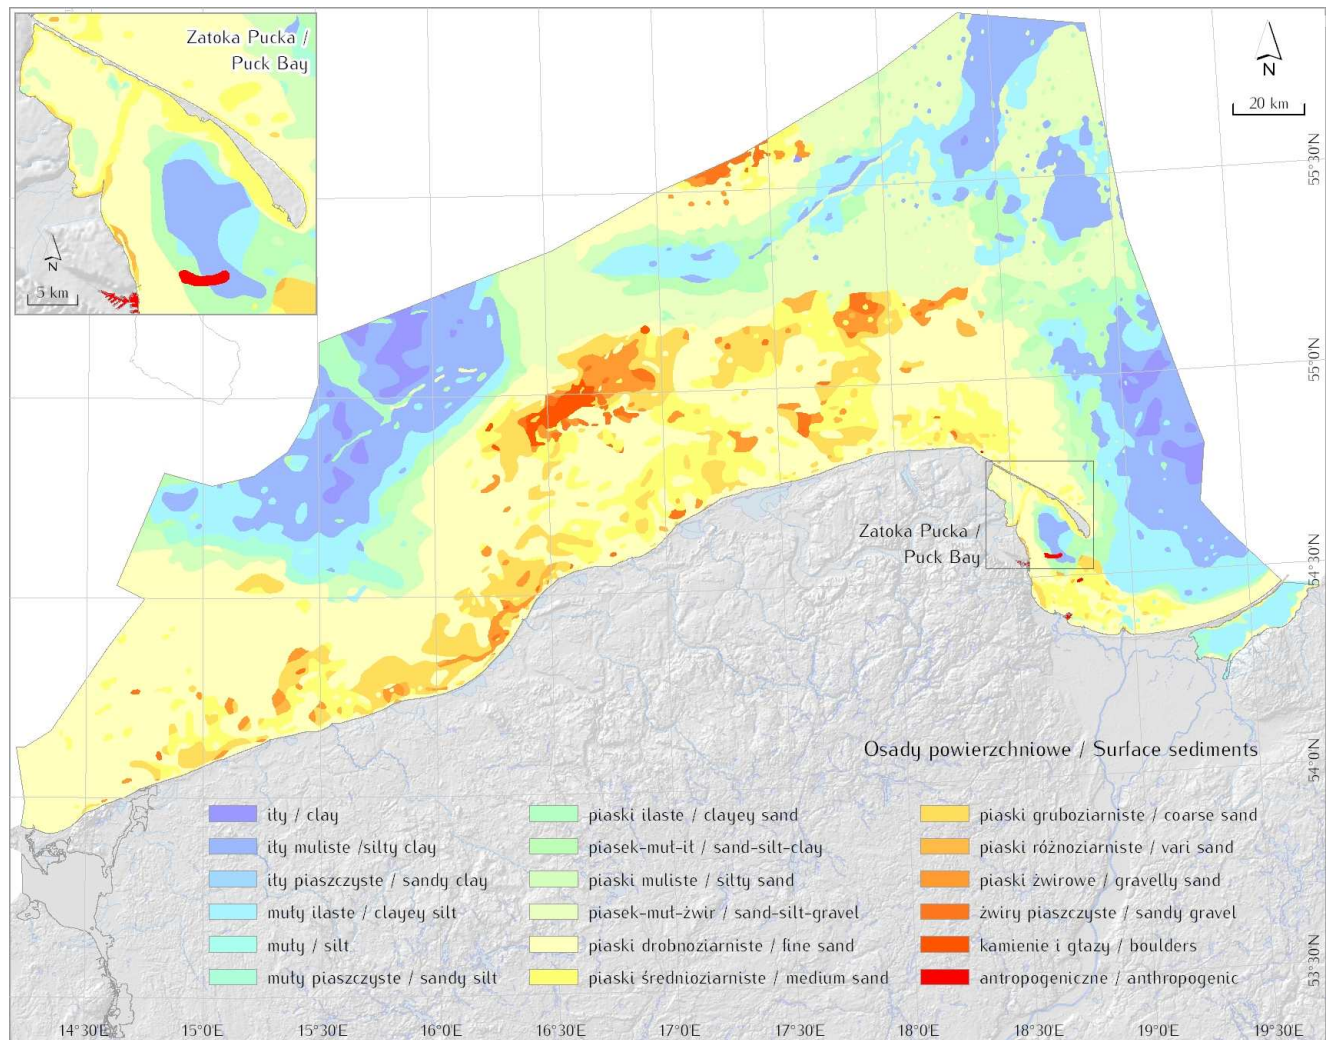 Zatoka Pucka /
Puck Bay
N
5 km
N
20 km
55°30'N
55°0'N
54°30'N
54°0'N
53°30'N
Zatoka Pucka /
Puck Bay
Osady powierzchniowe / Surface sediments
iły / clay
iły muliste /silty clay
iły piaszczyste / sandy clay
muły ilaste / clayey silt
muły / silt
muły piaszczyste / sandy silt
piaski ilaste / clayey sand
piasek-muł-ił / sand-silt-clay
piaski muliste / silty sand
piasek-muł-żwir / sand-silt-gravel
piaski drobnoziarniste / fine sand
piaski średnioziarniste / medium sand
piaski gruboziarniste / coarse sand
piaski różnoziarniste / vari sand
piaski żwirowe / gravelly sand
żwiry piaszczyste / sandy gravel
kamienie i głazy / boulders
antropogeniczne / anthropogenic
14°30'E 15°0'E 15°30'E 16°0'E 16°30'E 17°0'E 17°30'E 18°0'E 18°30'E 19°0'E 19°30'E